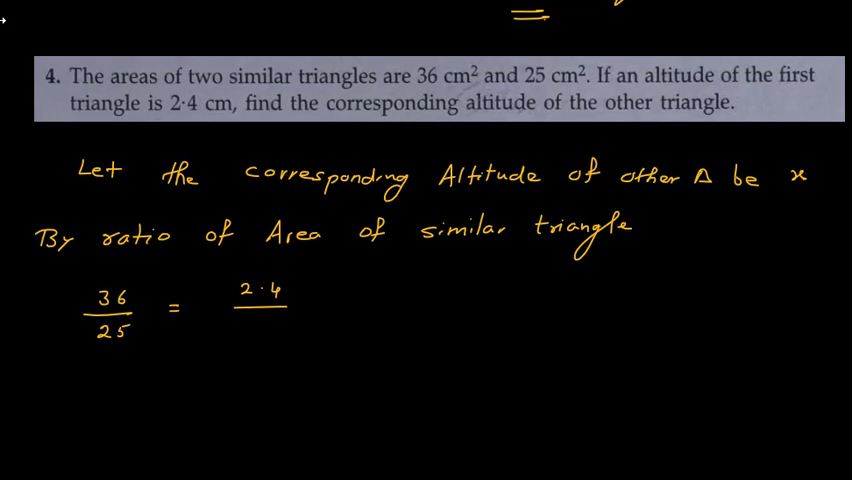 4. The areas of two similar triangles are 36 cm² and 25 cm². If an altitude of the first
triangle is 2·4 cm, find the corresponding altitude of the other triangle.
Let the corresponding Altitude of other Δ be x
By ratio of Area of similar triangle
36/25 = 2.4/